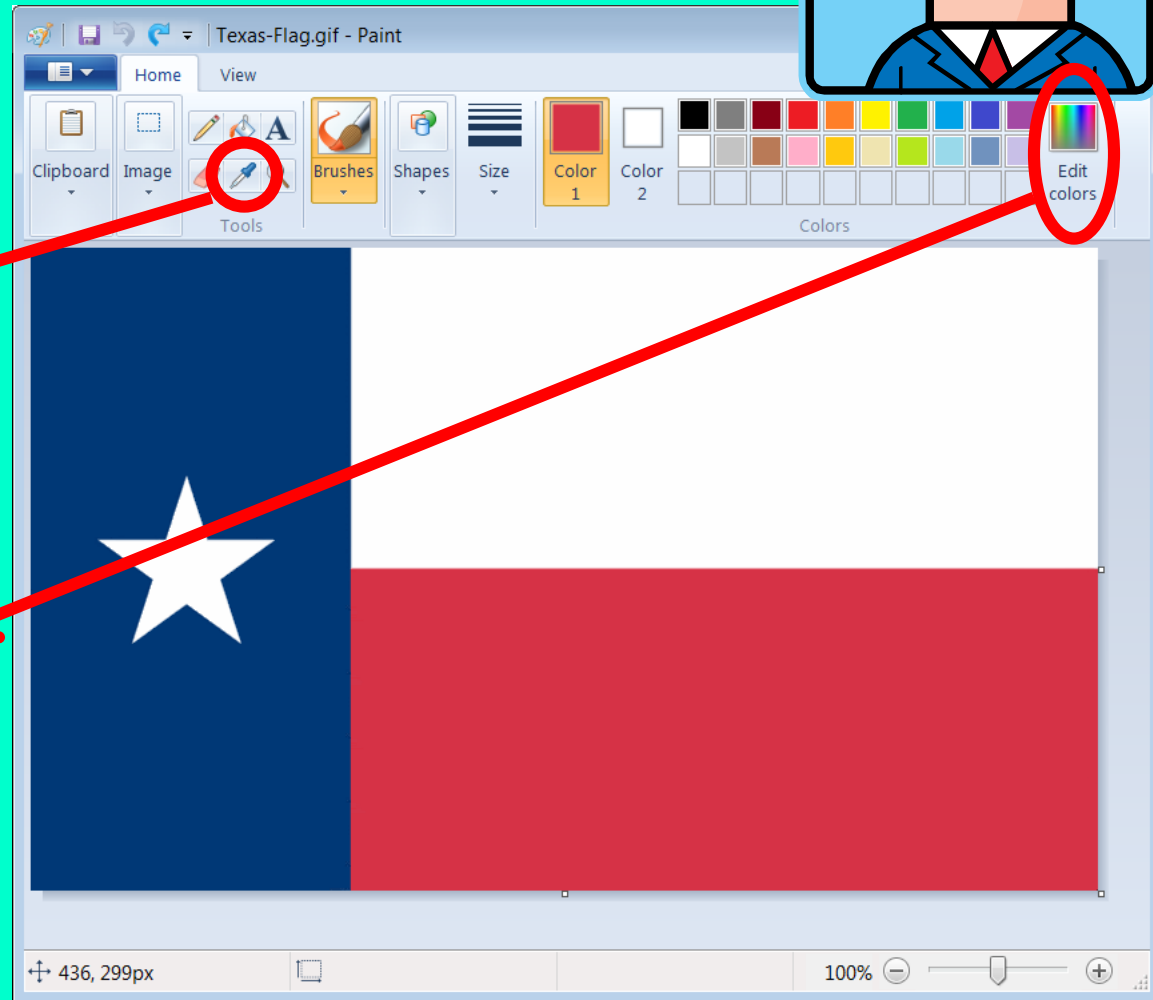 Texas-Flag.gif - Paint
Home View
A
Clipboard Image Brushes Shapes Size Color 1 Color 2 Edit colors
Tools Colors
436, 299px 100%